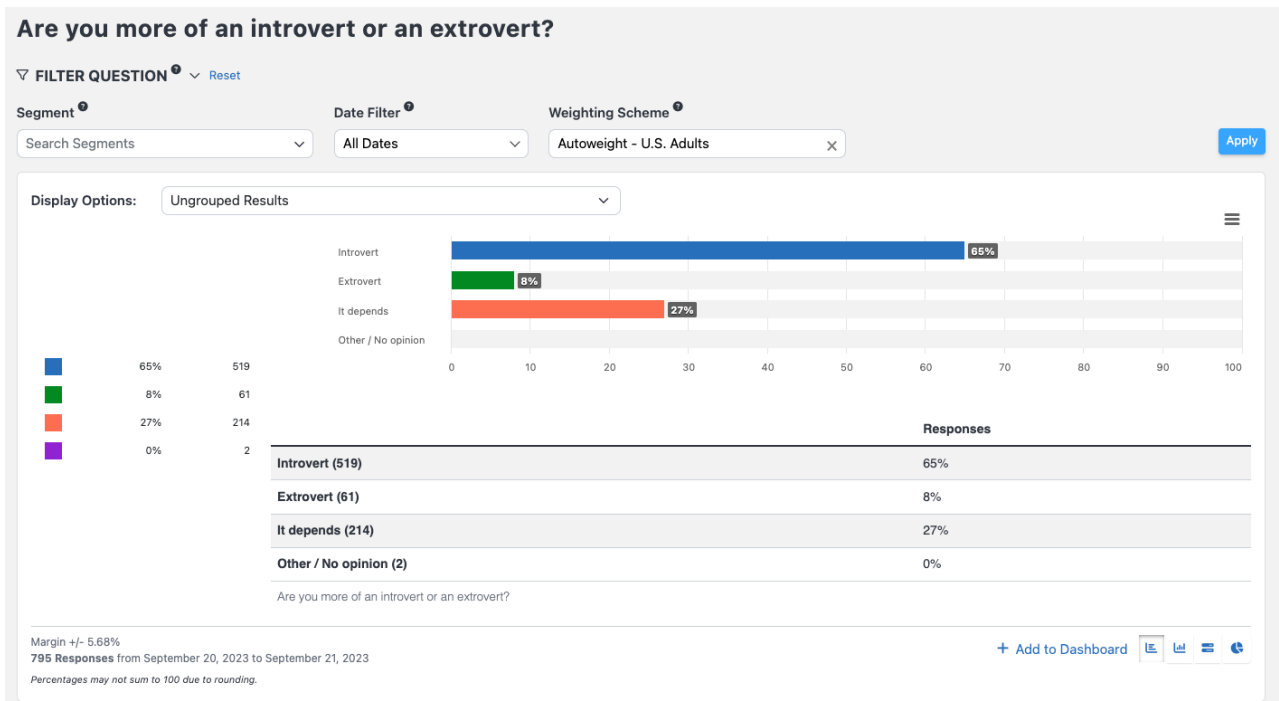 Are you more of an introvert or an extrovert?
FILTER QUESTION ? Reset
Segment ? Date Filter ? Weighting Scheme ?
Search Segments All Dates Autoweight - U.S. Adults Apply
Display Options: Ungrouped Results
Introvert 65%
Extrovert 8%
It depends 27%
Other / No opinion
0 10 20 30 40 50 60 70 80 90 100
65% 519
8% 61
27% 214
0% 2
Responses
Introvert (519) 65%
Extrovert (61) 8%
It depends (214) 27%
Other / No opinion (2) 0%
Are you more of an introvert or an extrovert?
Margin +/- 5.68%
795 Responses from September 20, 2023 to September 21, 2023
Percentages may not sum to 100 due to rounding.
+ Add to Dashboard